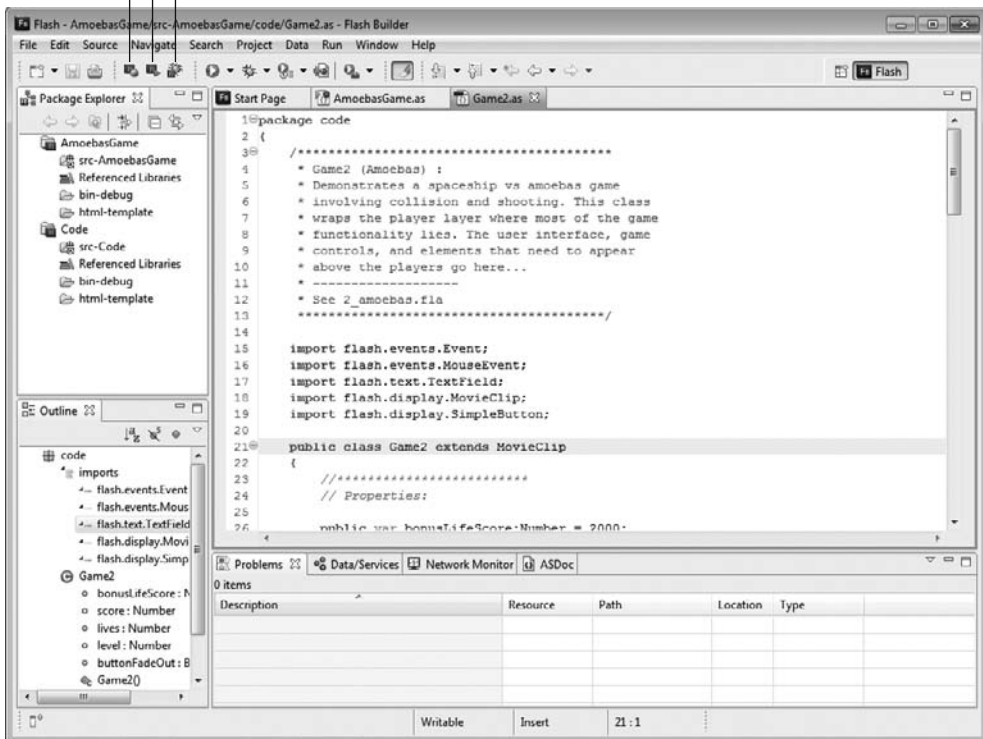 Flash - AmoebasGame/src-AmoebasGame/code/Game2.as - Flash Builder
File Edit Source Navigate Search Project Data Run Window Help
Flash
Package Explorer
AmoebasGame
src-AmoebasGame
Referenced Libraries
bin-debug
html-template
Code
src-Code
Referenced Libraries
bin-debug
html-template
Outline
code
imports
flash.events.Event
flash.events.Mous
flash.text.TextField
flash.display.Movi
flash.display.Simp
Game2
bonusLifeScore : N
score : Number
lives : Number
level : Number
buttonFadeOut : B
Game2()
Start Page AmoebasGame.as Game2.as
1 package code
2 {
3 /*****************************************
4 * Game2 (Amoebas) :
5 * Demonstrates a spaceship vs amoebas game
6 * involving collision and shooting. This class
7 * wraps the player layer where most of the game
8 * functionality lies. The user interface, game
9 * controls, and elements that need to appear
10 * above the players go here...
11 * -------------------
12 * See 2_amoebas.fla
13 *****************************************/
14
15 import flash.events.Event;
16 import flash.events.MouseEvent;
17 import flash.text.TextField;
18 import flash.display.MovieClip;
19 import flash.display.SimpleButton;
20
21 public class Game2 extends MovieClip
22 {
23 //*************************
24 // Properties:
25
26 public var bonusLifeScore:Number = 2000;
Problems Data/Services Network Monitor ASDoc
0 items
Description Resource Path Location Type
Writable Insert 21 : 1